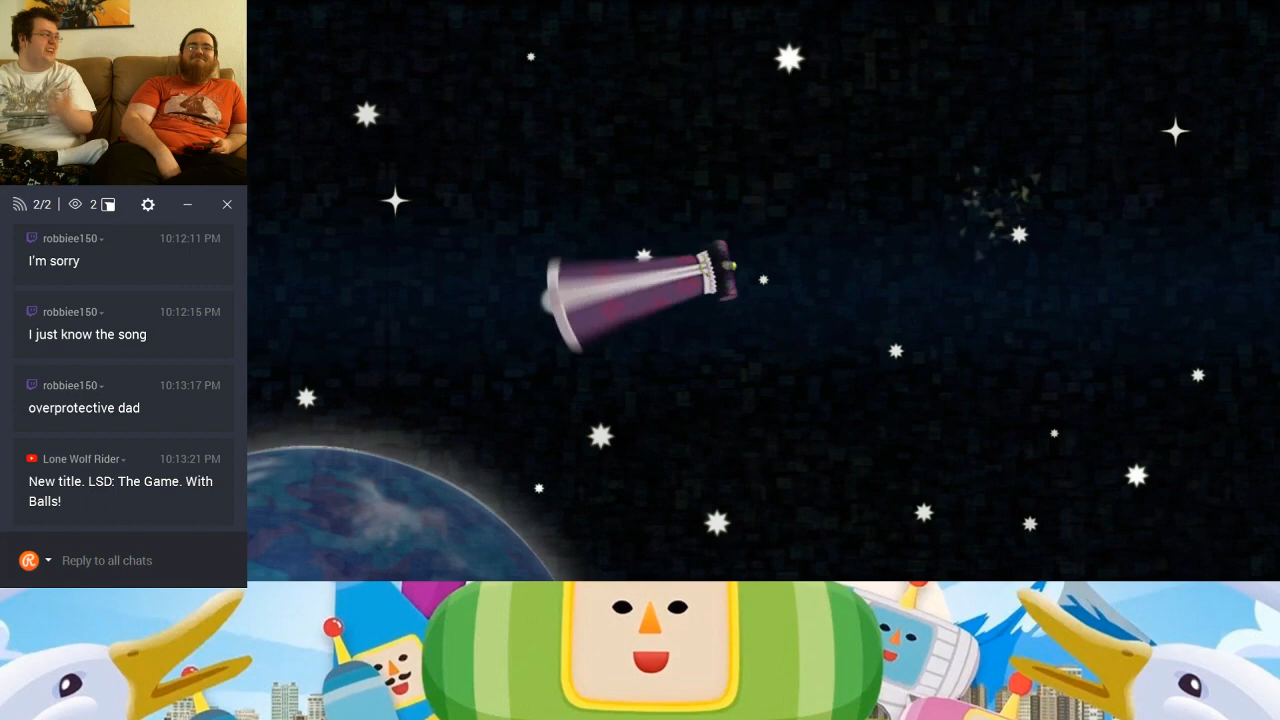 2/2 | 2
robbiee150 10:12:11 PM
I'm sorry
robbiee150 10:12:15 PM
I just know the song
robbiee150 10:13:17 PM
overprotective dad
Lone Wolf Rider 10:13:21 PM
New title. LSD: The Game. With
Balls!
Reply to all chats